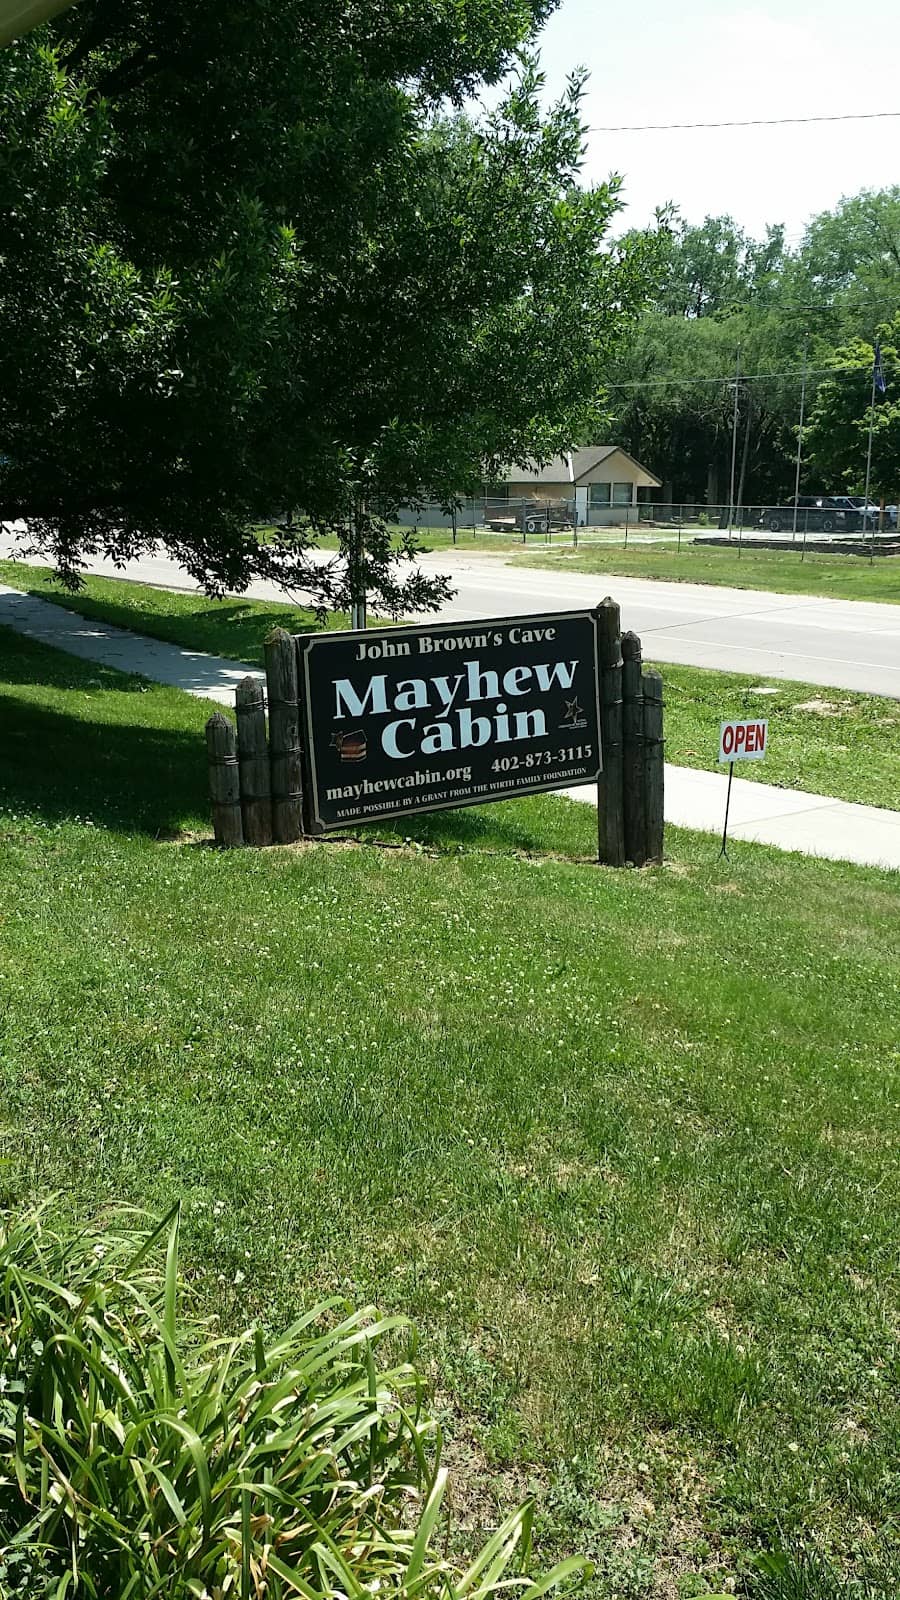 John Brown's Cave
Mayhew
Cabin
mayhewcabin.org 402-873-3115
MADE POSSIBLE BY A GRANT FROM THE WIRTH FAMILY FOUNDATION
OPEN